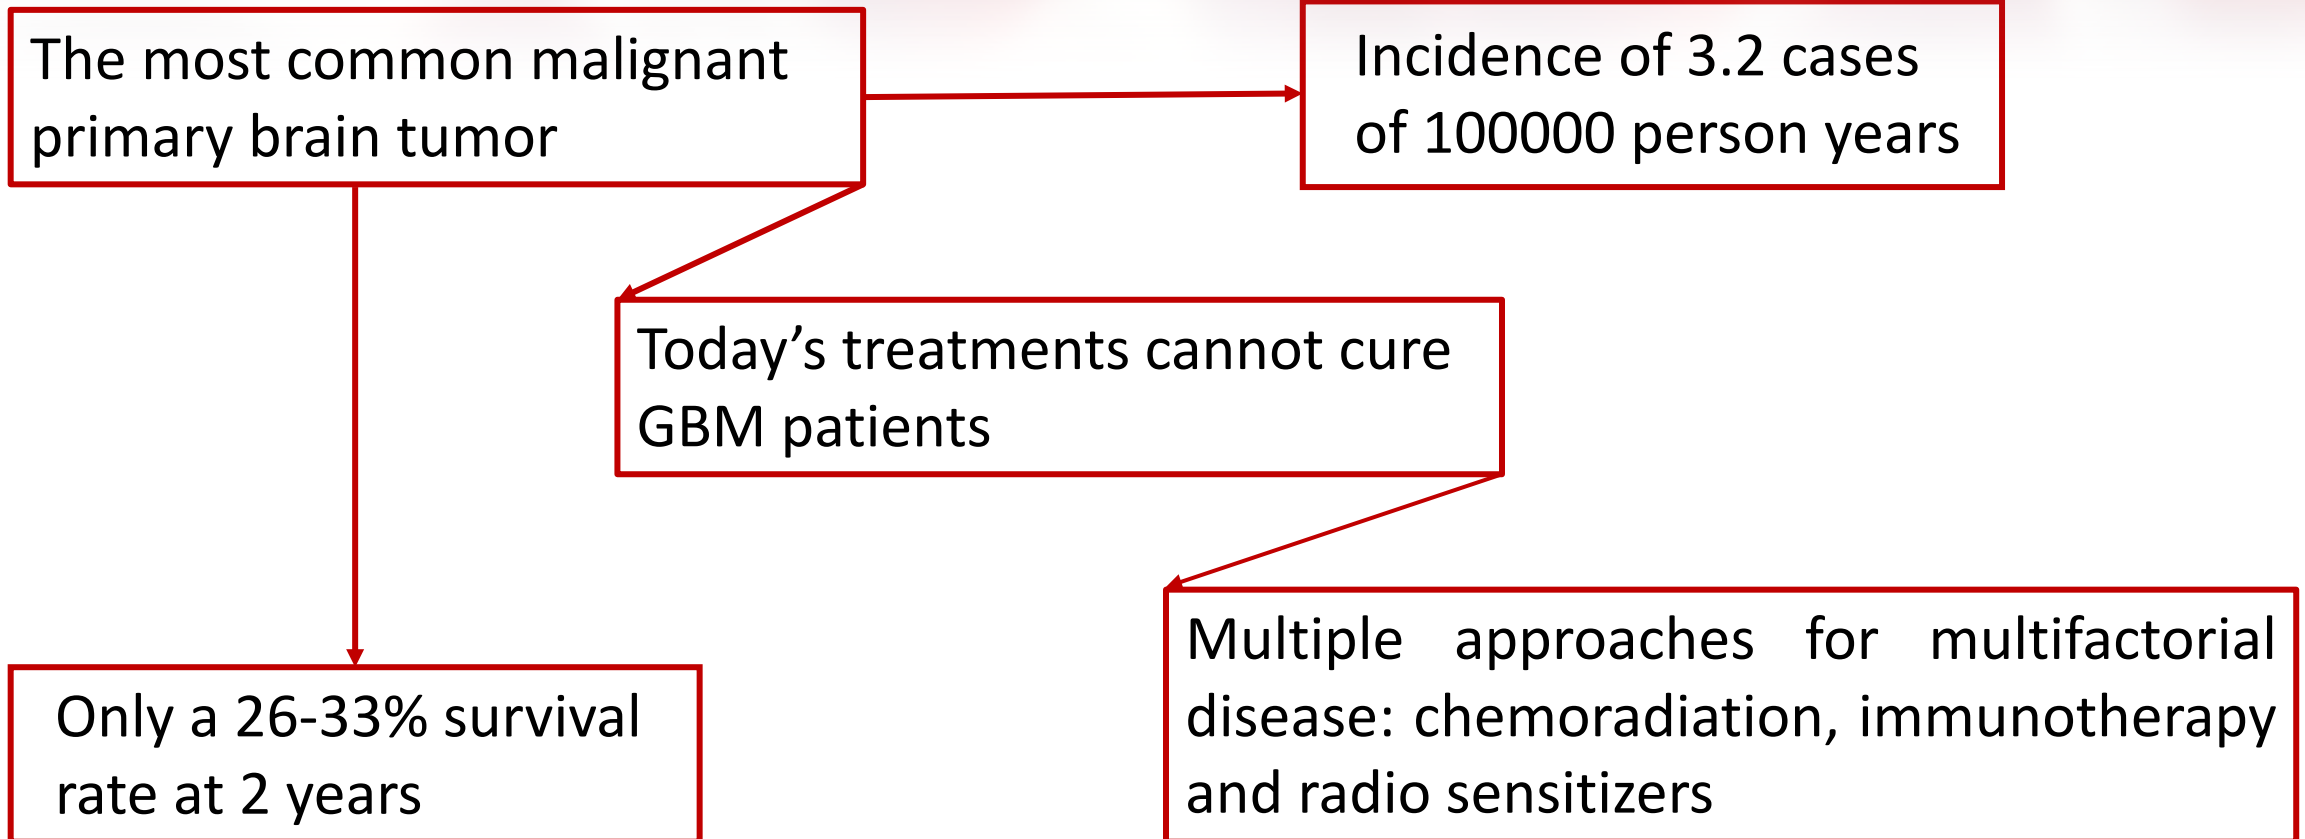 The most common malignant
primary brain tumor
Incidence of 3.2 cases
of 100000 person years
Today’s treatments cannot cure
GBM patients
Only a 26-33% survival
rate at 2 years
Multiple approaches for multifactorial
disease: chemoradiation, immunotherapy
and radio sensitizers